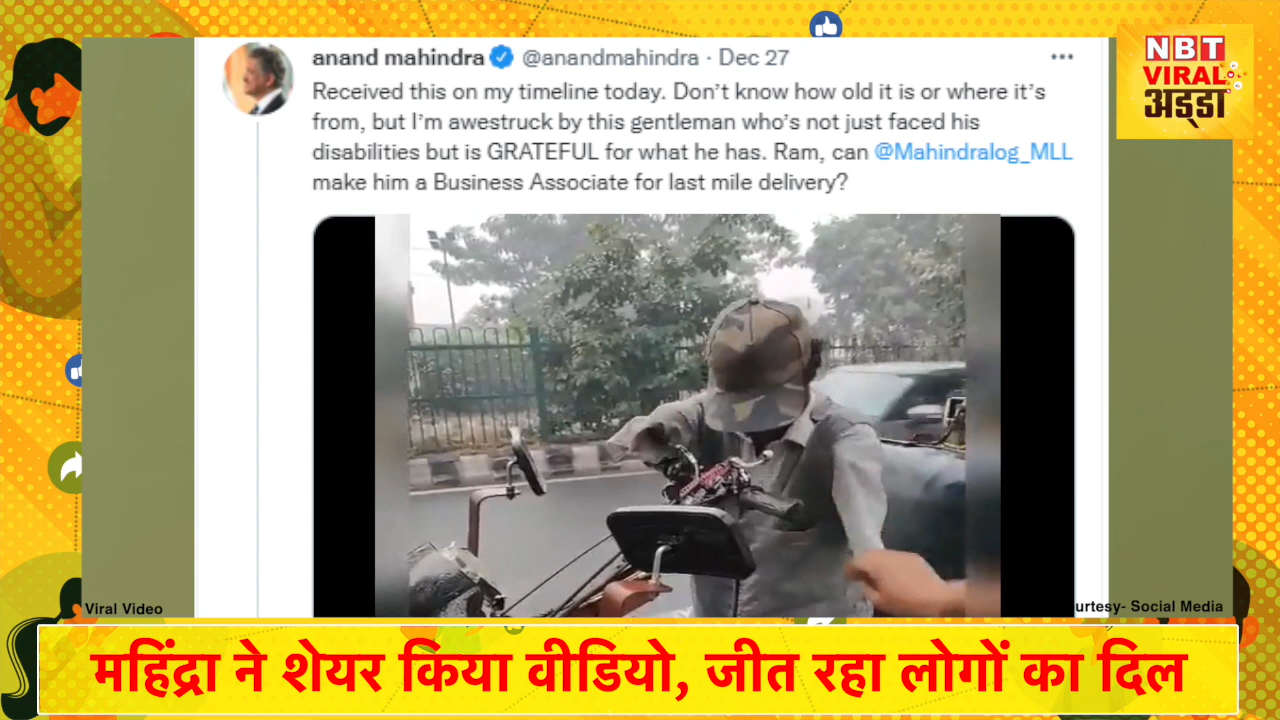 anand mahindra @anandmahindra · Dec 27
Received this on my timeline today. Don't know how old it is or where it's
from, but I'm awestruck by this gentleman who's not just faced his
disabilities but is GRATEFUL for what he has. Ram, can @Mahindralog_MLL
make him a Business Associate for last mile delivery?
NBT
VIRAL
अड्डा
Viral Video
urtesy- Social Media
महिंद्रा ने शेयर किया वीडियो, जीत रहा लोगों का दिल